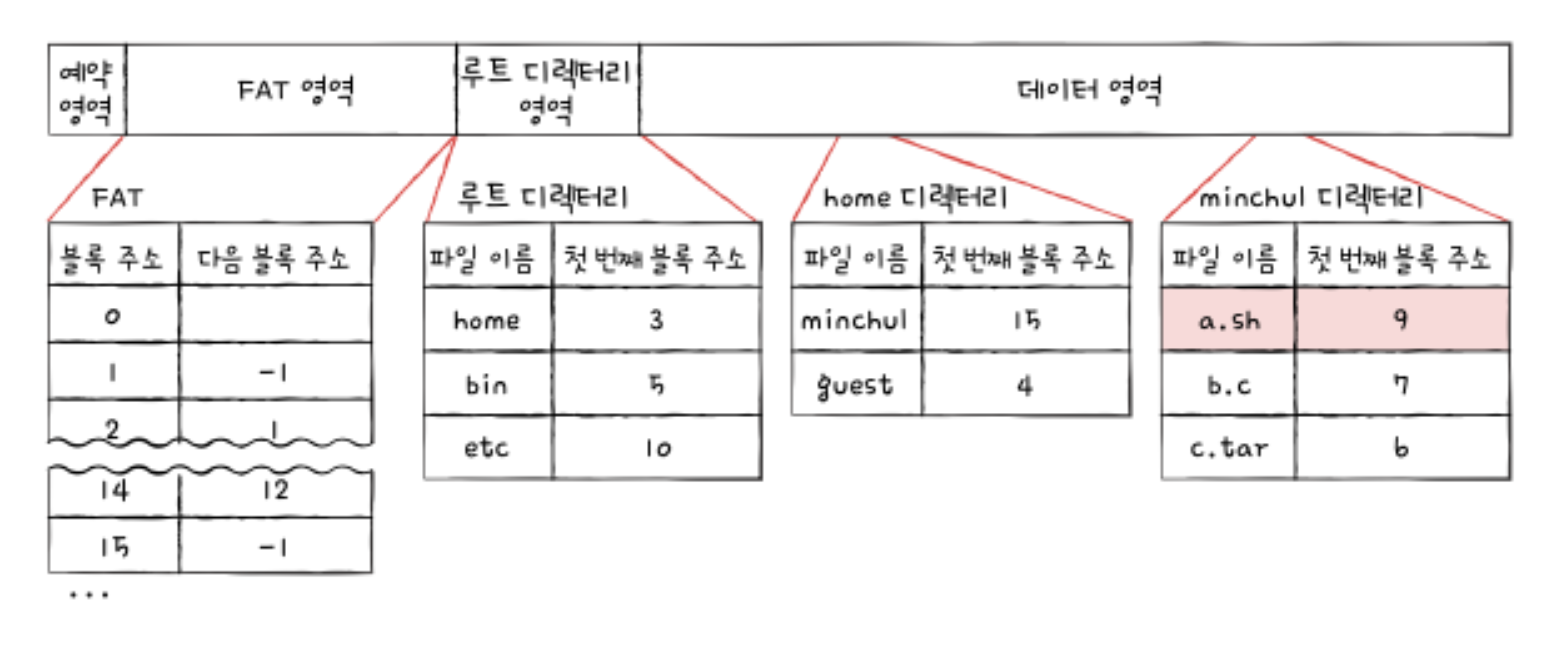 예약
영역
FAT 영역
루트 디렉터리
영역
데이터 영역
FAT
블록 주소 다음 블록 주소
0
1 -1
2 1
14 12
15 -1
...
루트 디렉터리
파일 이름 첫 번째 블록 주소
home 3
bin 5
etc 10
home 디렉터리
파일 이름 첫 번째 블록 주소
minchul 15
guest 4
minchul 디렉터리
파일 이름 첫 번째 블록 주소
a.sh 9
b.c 7
c.tar 6